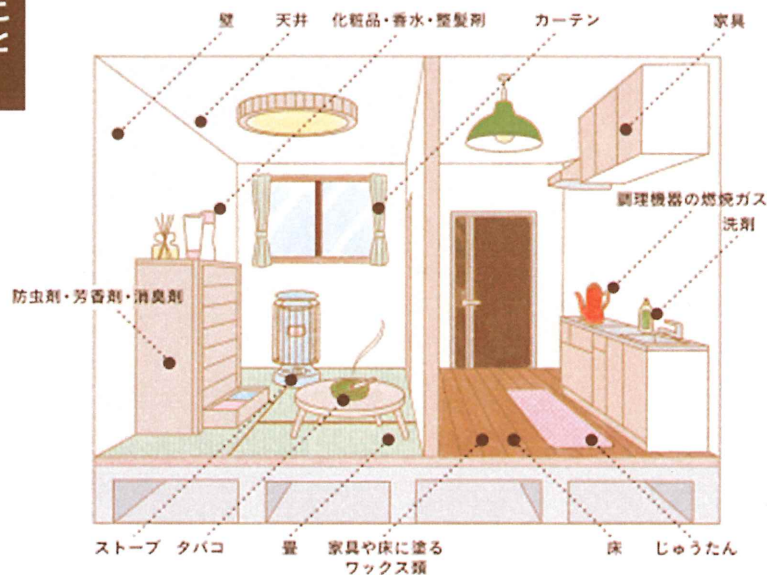 壁
天井
化粧品・香水・整髪剤
カーテン
家具
調理機器の燃焼ガス
洗剤
防虫剤・芳香剤・消臭剤
ストーブ
タバコ
畳
家具や床に塗る
ワックス類
床
じゅうたん